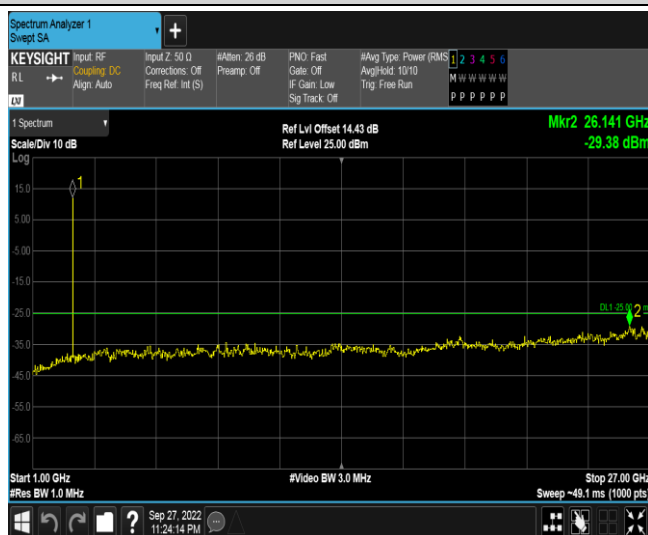 Spectrum Analyzer 1
Swept SA
KEYSIGHT
RL
Input: RF
Coupling: DC
Align: Auto
Input Z: 50 Ω
Corrections: Off
Freq Ref: Int (S)
#Atten: 26 dB
Preamp: Off
PNO: Fast
Gate: Off
IF Gain: Low
Sig Track: Off
#Avg Type: Power (RMS
Avg|Hold: 10/10
Trig: Free Run
1 2 3 4 5 6
M W W W W W
P P P P P P
LXI
1 Spectrum
Scale/Div 10 dB
Ref Lvl Offset 14.43 dB
Ref Level 25.00 dBm
Mkr2 26.141 GHz
-29.38 dBm
Log
1
15.0
5.00
-5.00
-15.0
DL1 -25.00
2
-25.0
-35.0
-45.0
-55.0
-65.0
Start 1.00 GHz
#Res BW 1.0 MHz
#Video BW 3.0 MHz
Stop 27.00 GHz
Sweep ~49.1 ms (1000 pts)
?
Sep 27, 2022
11:24:14 PM